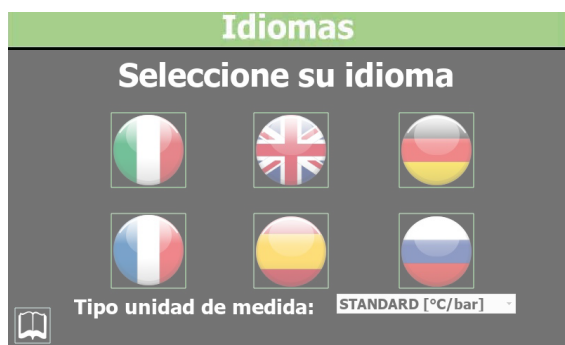 Idiomas
Seleccione su idioma
Tipo unidad de medida: STANDARD [°C/bar]